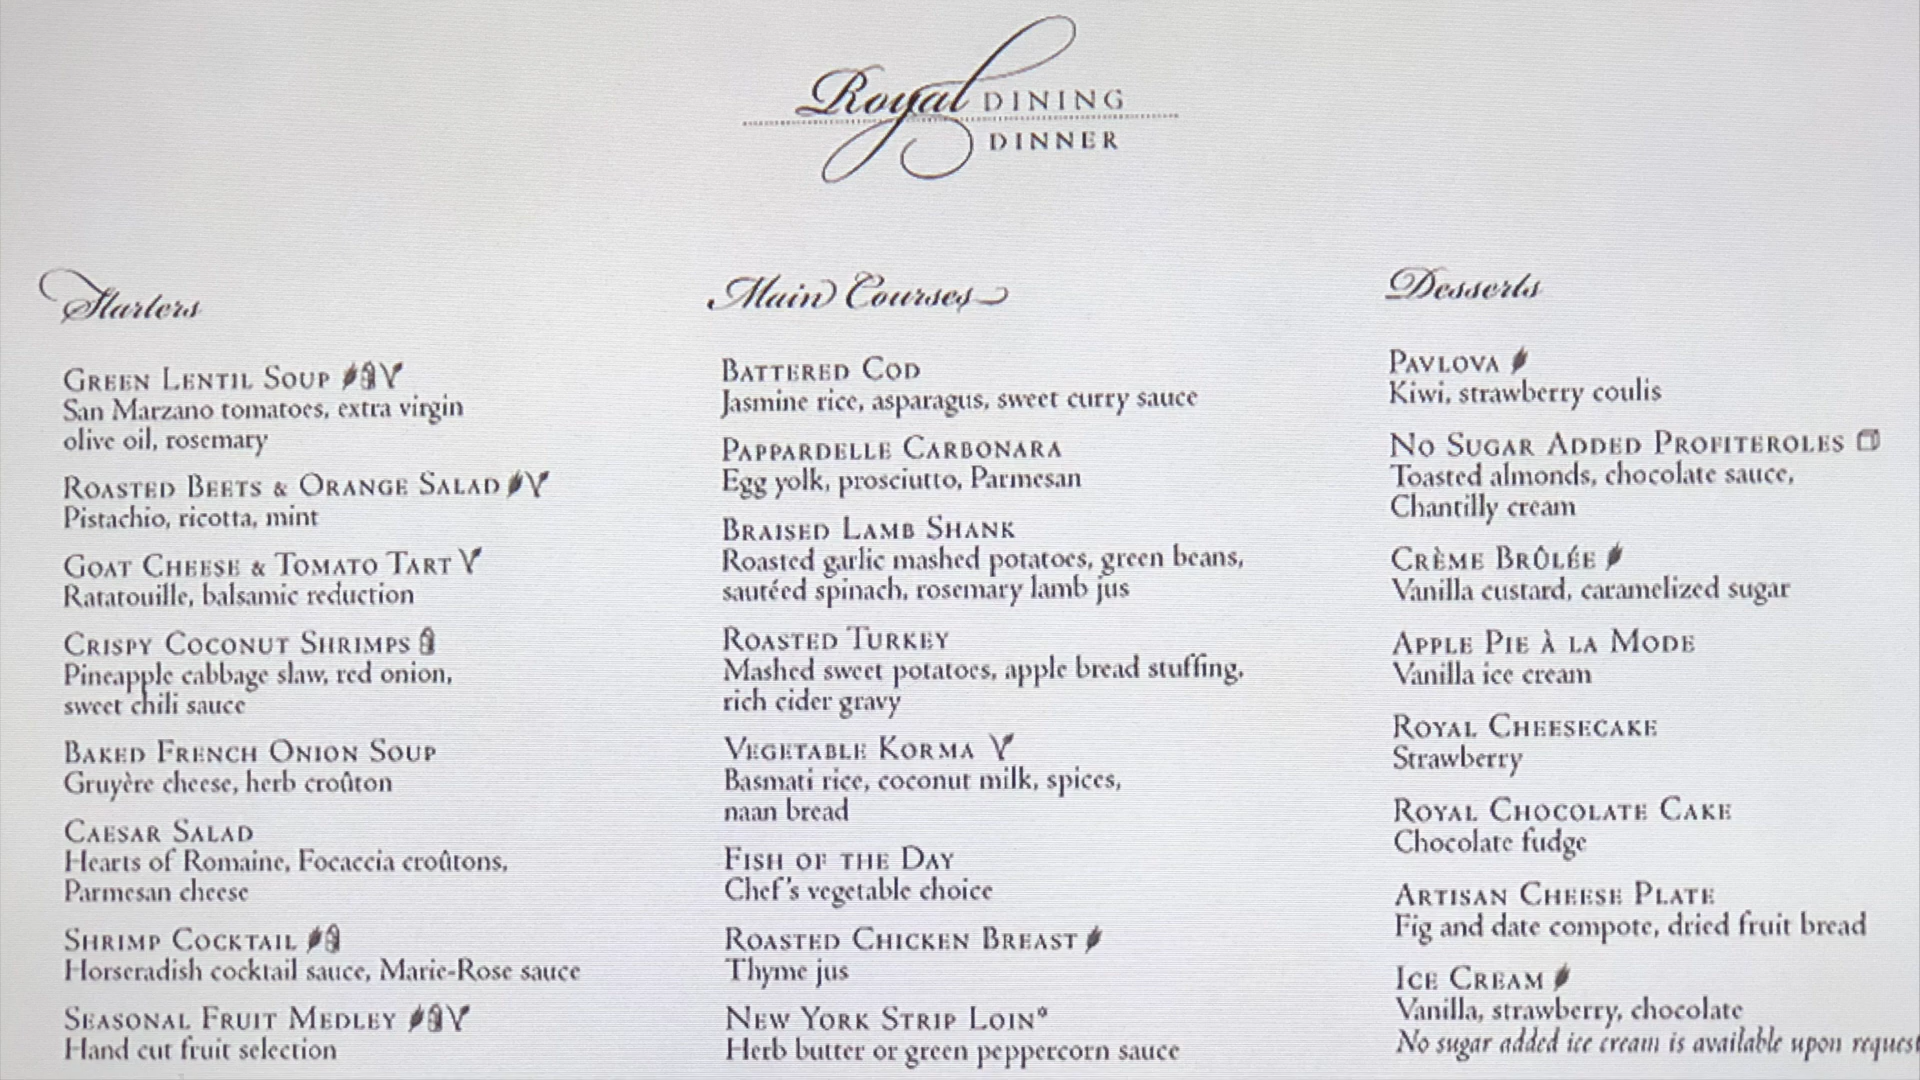 Royal DINING
DINNER
Starters
GREEN LENTIL SOUP
San Marzano tomatoes, extra virgin
olive oil, rosemary
ROASTED BEETS & ORANGE SALAD
Pistachio, ricotta, mint
GOAT CHEESE & TOMATO TART
Ratatouille, balsamic reduction
CRISPY COCONUT SHRIMPS
Pineapple cabbage slaw, red onion,
sweet chili sauce
BAKED FRENCH ONION SOUP
Gruyère cheese, herb croûton
CAESAR SALAD
Hearts of Romaine, Focaccia croûtons,
Parmesan cheese
SHRIMP COCKTAIL
Horseradish cocktail sauce, Marie-Rose sauce
SEASONAL FRUIT MEDLEY
Hand cut fruit selection
Main Courses
BATTERED COD
Jasmine rice, asparagus, sweet curry sauce
PAPPARDELLE CARBONARA
Egg yolk, prosciutto, Parmesan
BRAISED LAMB SHANK
Roasted garlic mashed potatoes, green beans,
sautéed spinach, rosemary lamb jus
ROASTED TURKEY
Mashed sweet potatoes, apple bread stuffing,
rich cider gravy
VEGETABLE KORMA
Basmati rice, coconut milk, spices,
naan bread
FISH OF THE DAY
Chef's vegetable choice
ROASTED CHICKEN BREAST
Thyme jus
NEW YORK STRIP LOIN*
Herb butter or green peppercorn sauce
Desserts
PAVLOVA
Kiwi, strawberry coulis
NO SUGAR ADDED PROFITEROLES
Toasted almonds, chocolate sauce,
Chantilly cream
CRÈME BRÛLÉE
Vanilla custard, caramelized sugar
APPLE PIE À LA MODE
Vanilla ice cream
ROYAL CHEESECAKE
Strawberry
ROYAL CHOCOLATE CAKE
Chocolate fudge
ARTISAN CHEESE PLATE
Fig and date compote, dried fruit bread
ICE CREAM
Vanilla, strawberry, chocolate
No sugar added ice cream is available upon request